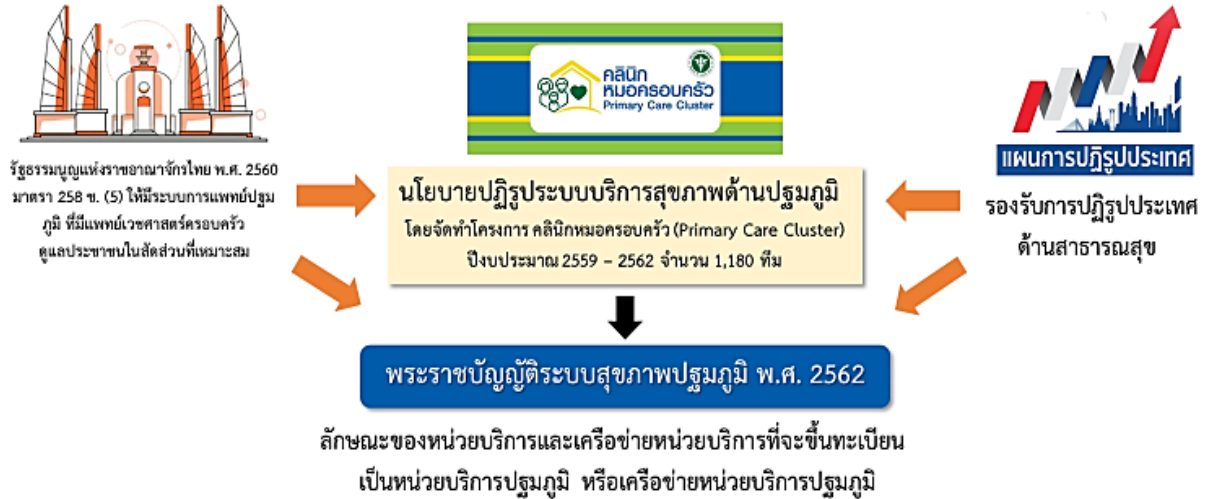 คลินิก
หมอครอบครัว
Primary Care Cluster
รัฐธรรมนูญแห่งราชอาณาจักรไทย พ.ศ. 2560
มาตรา 258 ช. (5) ให้มีระบบการแพทย์ปฐม
ภูมิ ที่มีแพทย์เวชศาสตร์ครอบครัว
ดูแลประชาชนในสัดส่วนที่เหมาะสม
นโยบายปฏิรูประบบบริการสุขภาพด้านปฐมภูมิ
โดยจัดทำโครงการ คลินิกหมอครอบครัว (Primary Care Cluster)
ปีงบประมาณ 2559 – 2562 จำนวน 1,180 ทีม
แผนการปฏิรูปประเทศ
รองรับการปฏิรูปประเทศ
ด้านสาธารณสุข
พระราชบัญญัติระบบสุขภาพปฐมภูมิ พ.ศ. 2562
ลักษณะของหน่วยบริการและเครือข่ายหน่วยบริการที่จะขึ้นทะเบียน
เป็นหน่วยบริการปฐมภูมิ หรือเครือข่ายหน่วยบริการปฐมภูมิ